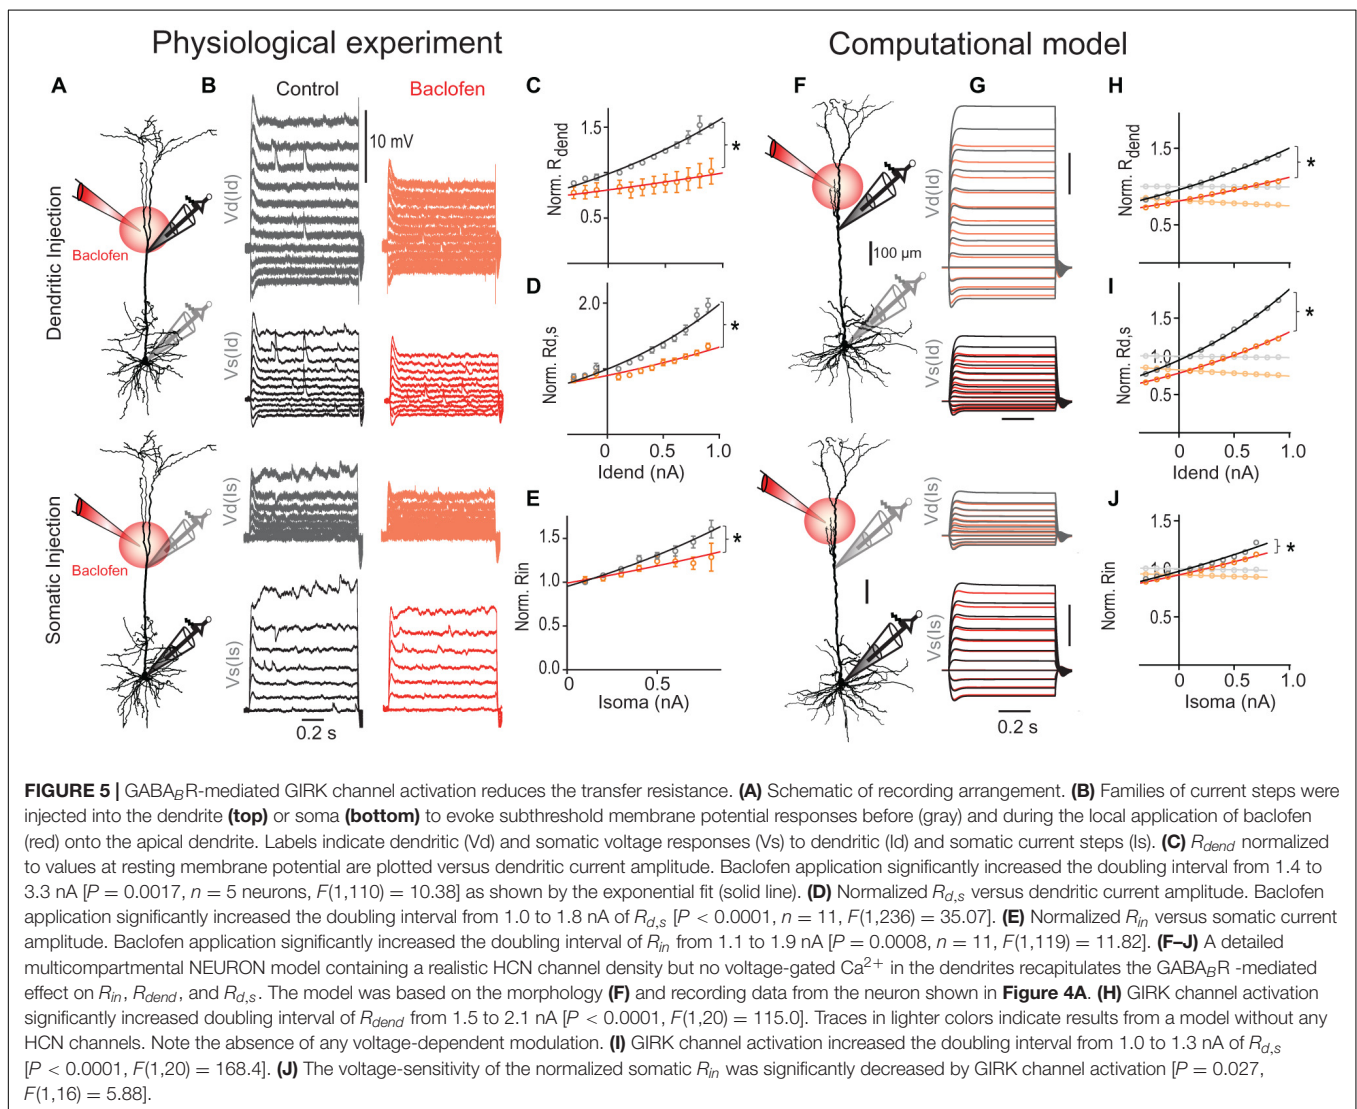 Physiological experiment
Computational model
A
B
Control
Baclofen
C
F
G
H
10 mV
Dendritic Injection
Baclofen
Vd(Id)
Vs(Id)
Norm. Rdend
1.5
1.0
0.5
*
D
Norm. Rd,s
2.0
*
0
0.5
1.0
Idend (nA)
100 µm
Vd(Id)
Vs(Id)
Norm. Rdend
1.5
1.0
0.5
*
I
Norm. Rd,s
1.5
1.0
0.5
*
0
0.5
1.0
Idend (nA)
Somatic Injection
Baclofen
Vd(Is)
Vs(Is)
0.2 s
E
Norm. Rin
1.5
1.0
0.0
*
0
0.5
Isoma (nA)
Vd(Is)
Vs(Is)
0.2 s
J
Norm. Rin
1.5
1.0
0.5
*
0
0.5
1.0
Isoma (nA)
FIGURE 5 | GABABR-mediated GIRK channel activation reduces the transfer resistance. (A) Schematic of recording arrangement. (B) Families of current steps were
injected into the dendrite (top) or soma (bottom) to evoke subthreshold membrane potential responses before (gray) and during the local application of baclofen
(red) onto the apical dendrite. Labels indicate dendritic (Vd) and somatic voltage responses (Vs) to dendritic (Id) and somatic current steps (Is). (C) Rdend normalized
to values at resting membrane potential are plotted versus dendritic current amplitude. Baclofen application significantly increased the doubling interval from 1.4 to
3.3 nA [P = 0.0017, n = 5 neurons, F(1,110) = 10.38] as shown by the exponential fit (solid line). (D) Normalized Rd,s versus dendritic current amplitude. Baclofen
application significantly increased the doubling interval from 1.0 to 1.8 nA of Rd,s [P < 0.0001, n = 11, F(1,236) = 35.07]. (E) Normalized Rin versus somatic current
amplitude. Baclofen application significantly increased the doubling interval of Rin from 1.1 to 1.9 nA [P = 0.0008, n = 11, F(1,119) = 11.82]. (F–J) A detailed
multicompartmental NEURON model containing a realistic HCN channel density but no voltage-gated Ca2+ in the dendrites recapitulates the GABABR -mediated
effect on Rin, Rdend, and Rd,s. The model was based on the morphology (F) and recording data from the neuron shown in Figure 4A. (H) GIRK channel activation
significantly increased doubling interval of Rdend from 1.5 to 2.1 nA [P < 0.0001, F(1,20) = 115.0]. Traces in lighter colors indicate results from a model without any
HCN channels. Note the absence of any voltage-dependent modulation. (I) GIRK channel activation increased the doubling interval from 1.0 to 1.3 nA of Rd,s
[P < 0.0001, F(1,20) = 168.4]. (J) The voltage-sensitivity of the normalized somatic Rin was significantly decreased by GIRK channel activation [P = 0.027,
F(1,16) = 5.88].